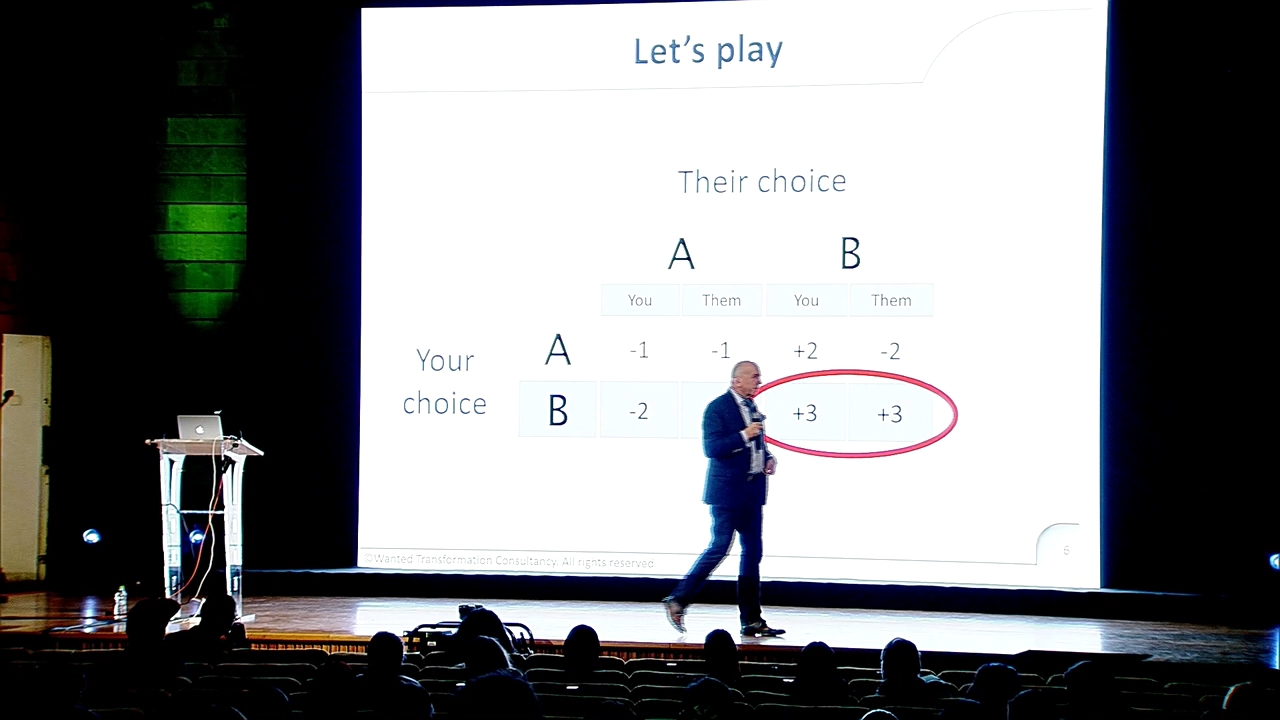 Let's play
Their choice
A B
You Them You Them
A -1 -1 +2 -2
Your
choice
B -2 +3 +3
©Wanted Transformation Consultancy. All rights reserved
6